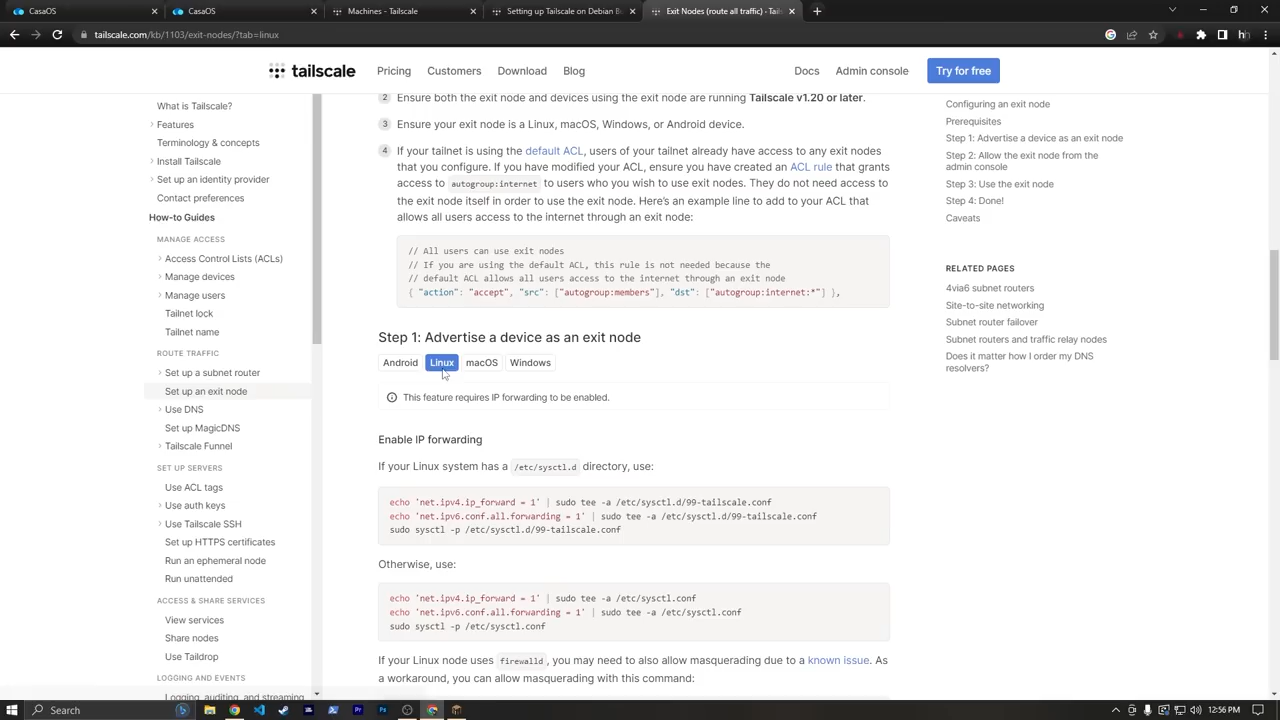 CasaOS
CasaOS
Machines - Tailscale
Setting up Tailscale on Debian B
Exit Nodes (route all traffic) · Tail
tailscale.com/kb/1103/exit-nodes/?tab=linux
tailscale
Pricing
Customers
Download
Blog
Docs
Admin console
Try for free
What is Tailscale?
Features
Terminology & concepts
Install Tailscale
Set up an identity provider
Contact preferences
How-to Guides
MANAGE ACCESS
Access Control Lists (ACLs)
Manage devices
Manage users
Tailnet lock
Tailnet name
ROUTE TRAFFIC
Set up a subnet router
Set up an exit node
Use DNS
Set up MagicDNS
Tailscale Funnel
SET UP SERVERS
Use ACL tags
Use auth keys
Use Tailscale SSH
Set up HTTPS certificates
Run an ephemeral node
Run unattended
ACCESS & SHARE SERVICES
View services
Share nodes
Use Taildrop
LOGGING AND EVENTS
Logging, auditing, and streaming
2 Ensure both the exit node and devices using the exit node are running Tailscale v1.20 or later.
3 Ensure your exit node is a Linux, macOS, Windows, or Android device.
4 If your tailnet is using the default ACL, users of your tailnet already have access to any exit nodes
that you configure. If you have modified your ACL, ensure you have created an ACL rule that grants
access to autogroup:internet to users who you wish to use exit nodes. They do not need access to
the exit node itself in order to use the exit node. Here's an example line to add to your ACL that
allows all users access to the internet through an exit node:
// All users can use exit nodes
// If you are using the default ACL, this rule is not needed because the
// default ACL allows all users access to the internet through an exit node
{ "action": "accept", "src": ["autogroup:members"], "dst": ["autogroup:internet:*"] },
Step 1: Advertise a device as an exit node
Android
Linux
macOS
Windows
This feature requires IP forwarding to be enabled.
Enable IP forwarding
If your Linux system has a /etc/sysctl.d directory, use:
echo 'net.ipv4.ip_forward = 1' | sudo tee -a /etc/sysctl.d/99-tailscale.conf
echo 'net.ipv6.conf.all.forwarding = 1' | sudo tee -a /etc/sysctl.d/99-tailscale.conf
sudo sysctl -p /etc/sysctl.d/99-tailscale.conf
Otherwise, use:
echo 'net.ipv4.ip_forward = 1' | sudo tee -a /etc/sysctl.conf
echo 'net.ipv6.conf.all.forwarding = 1' | sudo tee -a /etc/sysctl.conf
sudo sysctl -p /etc/sysctl.conf
If your Linux node uses firewalld, you may need to also allow masquerading due to a known issue. As
a workaround, you can allow masquerading with this command:
Configuring an exit node
Prerequisites
Step 1: Advertise a device as an exit node
Step 2: Allow the exit node from the
admin console
Step 3: Use the exit node
Step 4: Done!
Caveats
RELATED PAGES
4via6 subnet routers
Site-to-site networking
Subnet router failover
Subnet routers and traffic relay nodes
Does it matter how I order my DNS
resolvers?
Search
12:56 PM